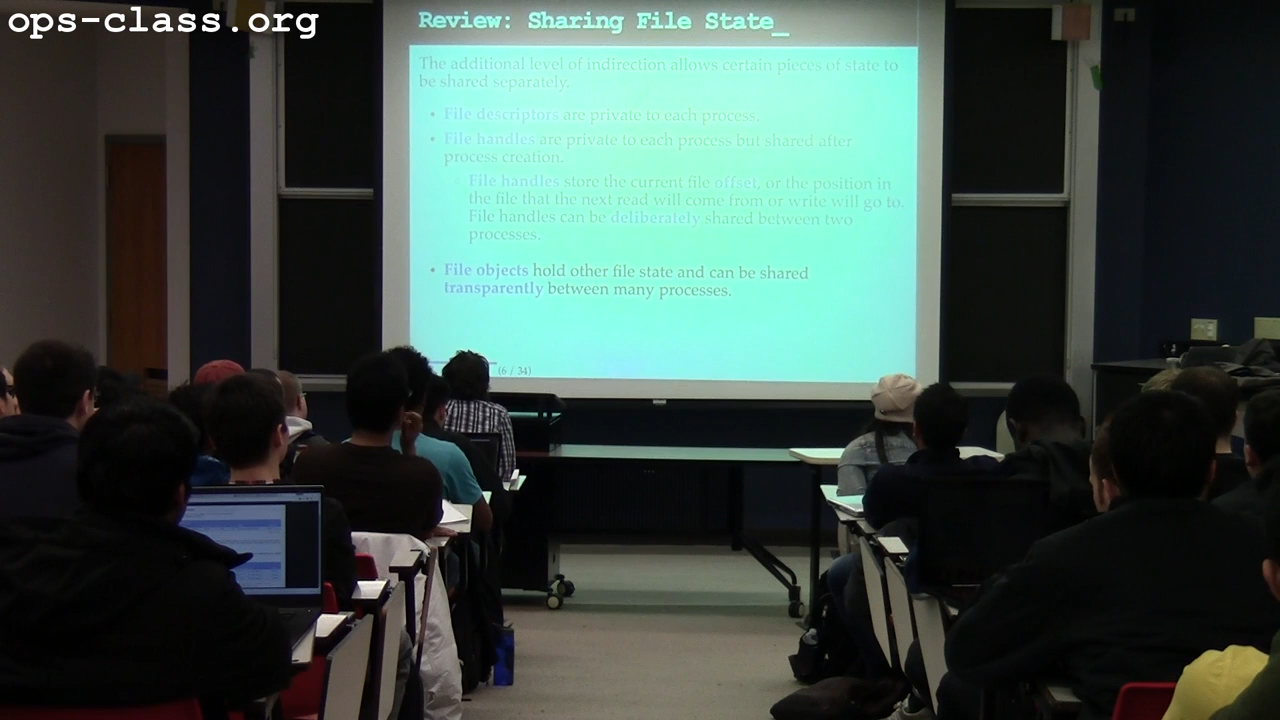 ops-class.org
Review: Sharing File State_
The additional level of indirection allows certain pieces of state to
be shared separately.
• File descriptors are private to each process.
• File handles are private to each process but shared after
process creation.
File handles store the current file offset, or the position in
the file that the next read will come from or write will go to.
File handles can be deliberately shared between two
processes.
• File objects hold other file state and can be shared
transparently between many processes.
(6 / 34)